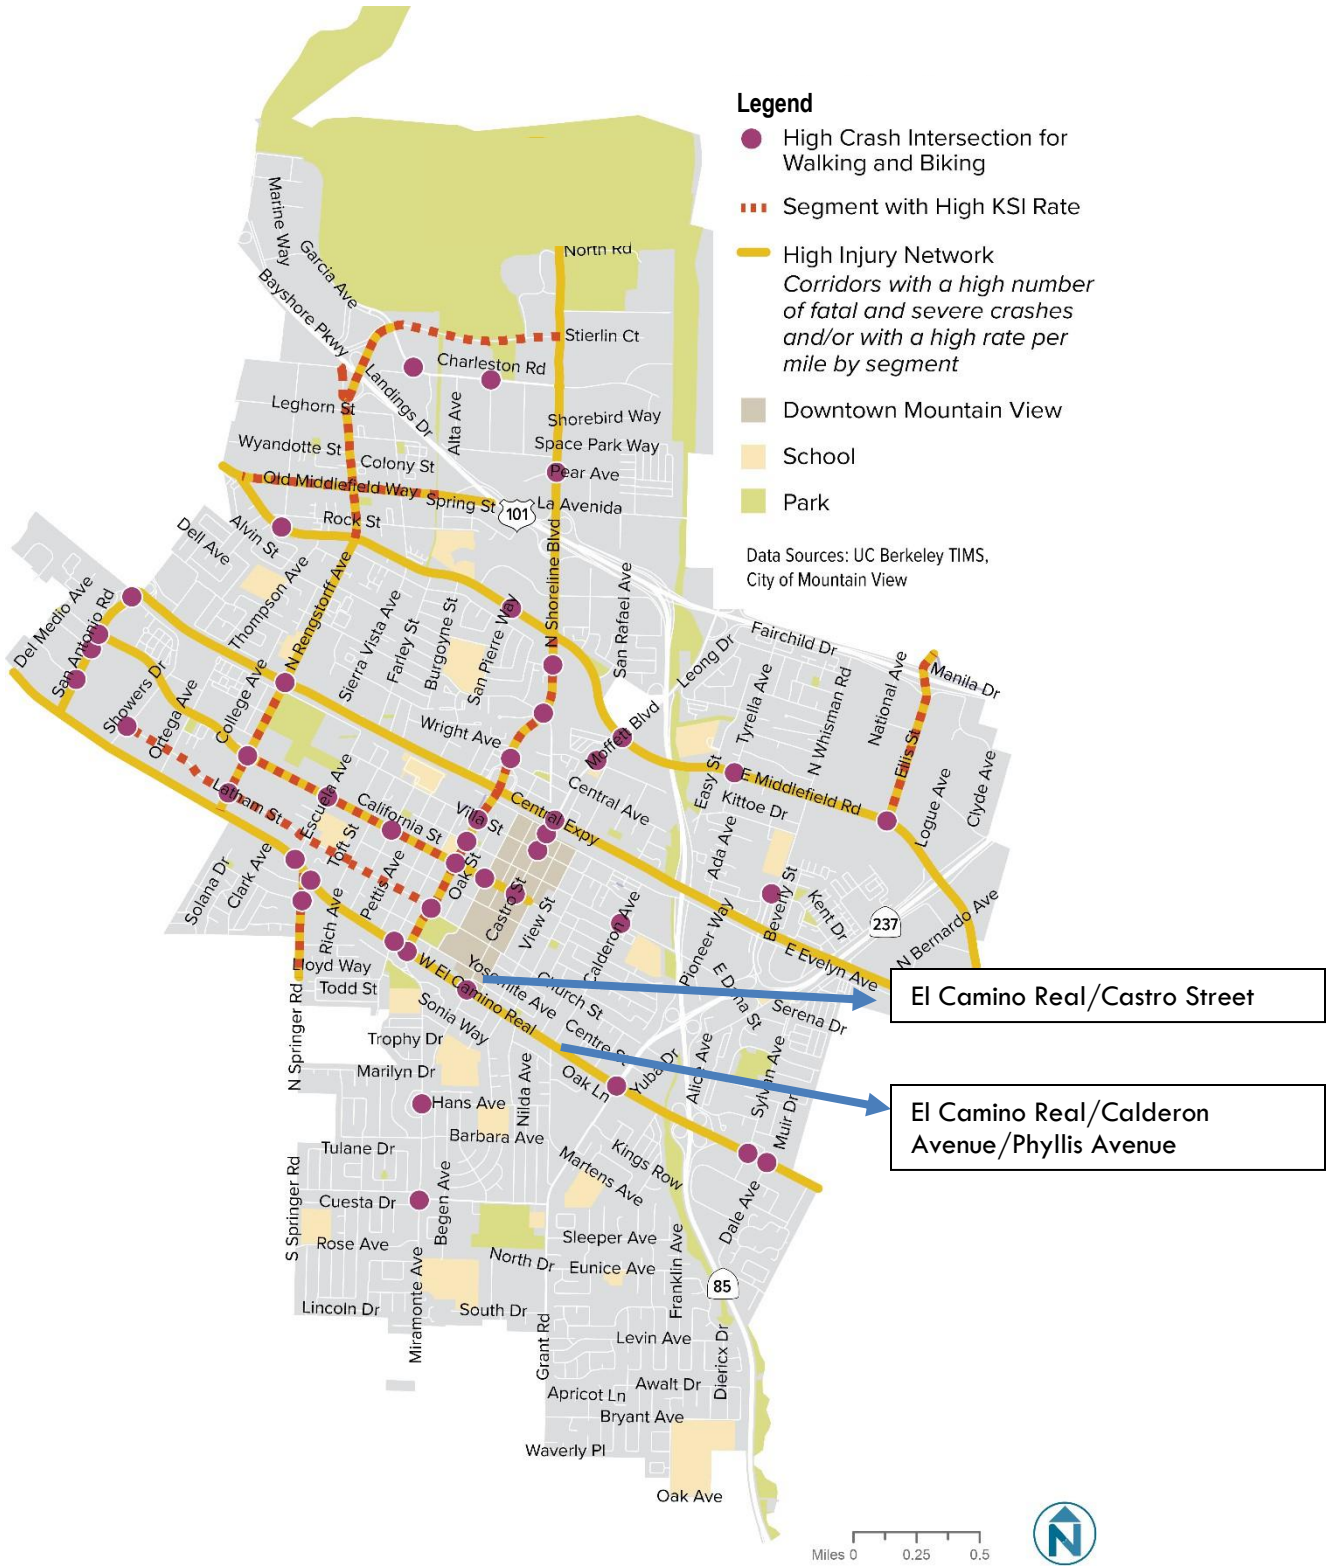 Legend
High Crash Intersection for
Walking and Biking
Segment with High KSI Rate
High Injury Network
Corridors with a high number
of fatal and severe crashes
and/or with a high rate per
mile by segment
Downtown Mountain View
School
Park
Data Sources: UC Berkeley TIMS,
City of Mountain View
Marine Way
Garcia Ave
Bayshore Pkwy
North Rd
Stierlin Ct
Charleston Rd
Landings Dr
Alta Ave
Leghorn St
Shorebird Way
Wyandotte St
Space Park Way
Colony St
Pear Ave
Old Middlefield Way
Spring St
101
La Avenida
Rock St
Alvin St
Dell Ave
Thompson Ave
N Rengstorff Ave
Sierra Vista Ave
Farley St
Burgoyne St
San Pierre Way
N Shoreline Blvd
San Rafael Ave
Del Medio Ave
San Antonio Rd
Showers Dr
Ortega Ave
College Ave
Leong Dr
Fairchild Dr
Tyrella Ave
N Whisman Rd
National Ave
Manila Dr
Ellis St
Logue Ave
Clyde Ave
Wright Ave
Moffett Blvd
Easy St
E Middlefield Rd
Kittoe Dr
Central Ave
Central Expy
Villa St
Latham St
Escuela Ave
California St
Toft St
Pettis Ave
Oak St
Castro St
View St
Calderon Ave
Ada Ave
Beverly St
Kent Dr
237
N Bernardo Ave
Solana Dr
Clark Ave
Rich Ave
Pioneer Way
E Evelyn Ave
Lloyd Way
Todd St
W El Camino Real
Yosemite Ave
Church St
E Dana St
Serena Dr
El Camino Real/Castro Street
N Springer Rd
Sonia Way
Centre S
Trophy Dr
Marilyn Dr
Nilda Ave
Oak Ln
Yuba Dr
Alice Ave
Sylvan Ave
Muir Dr
El Camino Real/Calderon
Avenue/Phyllis Avenue
Hans Ave
Barbara Ave
Tulane Dr
Kings Row
Martens Ave
S Springer Rd
Cuesta Dr
Begen Ave
Dale Ave
Rose Ave
Sleeper Ave
North Dr
Eunice Ave
Franklin Ave
85
Miramonte Ave
Lincoln Dr
South Dr
Grant Rd
Levin Ave
Diericx Dr
Awalt Dr
Apricot Ln
Bryant Ave
Waverly Pl
Oak Ave
Miles 0 0.25 0.5
N